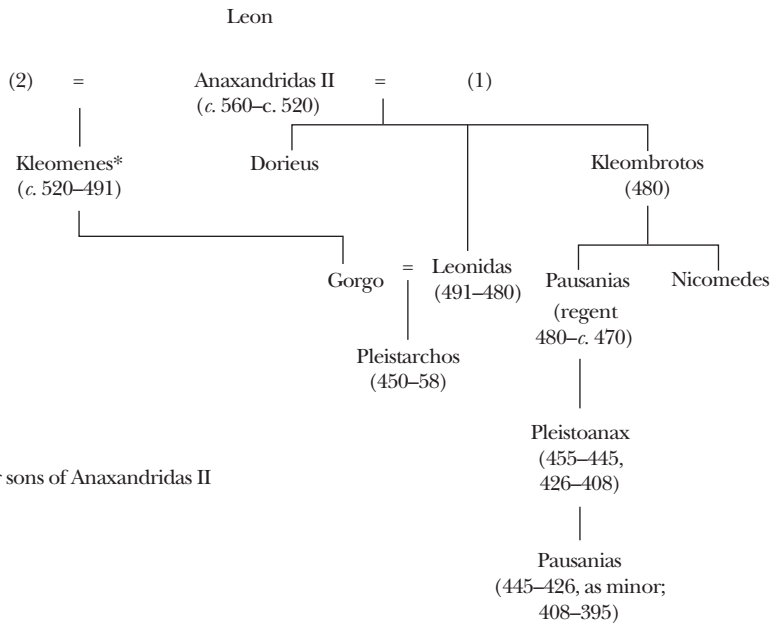 Leon
(2) = Anaxandridas II = (1)
(c. 560–c. 520)
Kleomenes* Dorieus Kleombrotos
(c. 520–491) (480)
Gorgo = Leonidas Pausanias Nicomedes
(491–480) (regent
480–c. 470)
Pleistarchos
(450–58)
Pleistoanax
(455–445,
426–408)
r sons of Anaxandridas II
Pausanias
(445–426, as minor;
408–395)